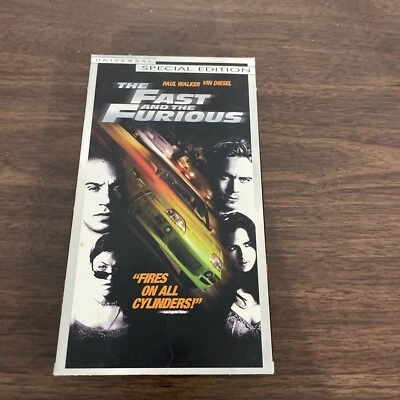 UNIVERSAL
SPECIAL EDITION
PAUL WALKER VIN DIESEL
THE
FAST
AND THE
FURIOUS
"FIRES
ON ALL
CYLINDERS!"